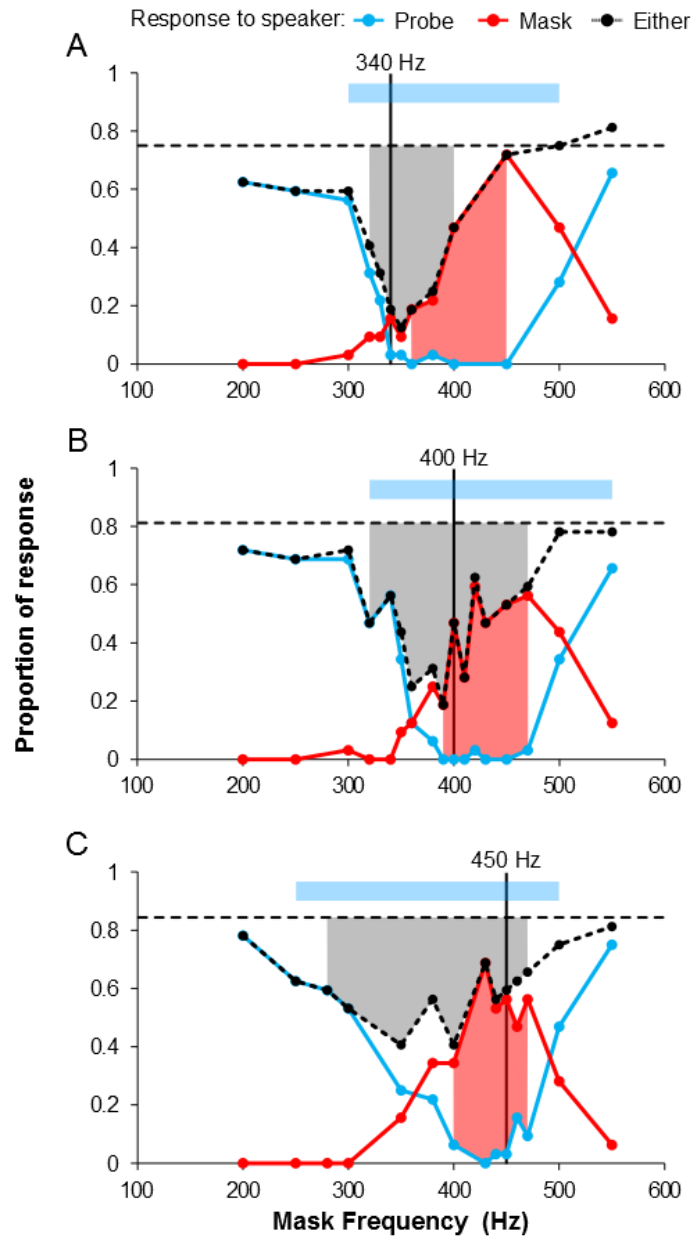 Response to speaker: Probe Mask Either
A
340 Hz
1
0.8
0.6
0.4
0.2
0
100 200 300 400 500 600
B
400 Hz
1
0.8
0.6
0.4
0.2
0
100 200 300 400 500 600
Proportion of response
C
450 Hz
1
0.8
0.6
0.4
0.2
0
100 200 300 400 500 600
Mask Frequency (Hz)